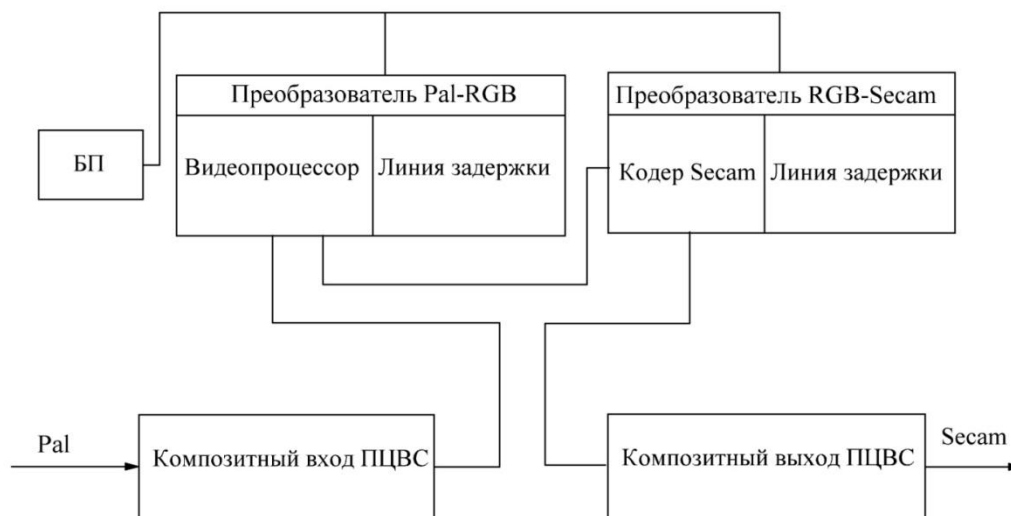 Преобразователь Pal-RGB
Преобразователь RGB-Secam
БП
Видеопроцессор
Линия задержки
Кодер Secam
Линия задержки
Pal
Композитный вход ПЦВС
Композитный выход ПЦВС
Secam